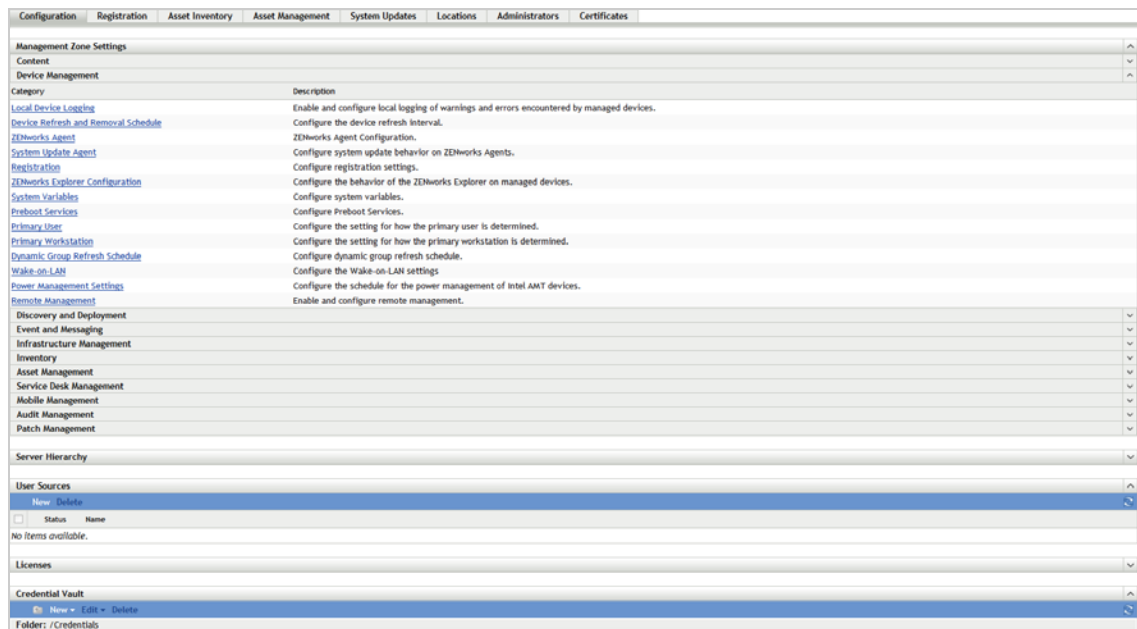 Configuration Registration Asset Inventory Asset Management System Updates Locations Administrators Certificates
Management Zone Settings
Content
Device Management
Category Description
Local Device Logging Enable and configure local logging of warnings and errors encountered by managed devices.
Device Refresh and Removal Schedule Configure the device refresh interval.
ZENworks Agent ZENworks Agent Configuration.
System Update Agent Configure system update behavior on ZENworks Agents.
Registration Configure registration settings.
ZENworks Explorer Configuration Configure the behavior of the ZENworks Explorer on managed devices.
System Variables Configure system variables.
Preboot Services Configure Preboot Services.
Primary User Configure the setting for how the primary user is determined.
Primary Workstation Configure the setting for how the primary workstation is determined.
Dynamic Group Refresh Schedule Configure dynamic group refresh schedule.
Wake-on-LAN Configure the Wake-on-LAN settings
Power Management Settings Configure the schedule for the power management of Intel AMT devices.
Remote Management Enable and configure remote management.
Discovery and Deployment
Event and Messaging
Infrastructure Management
Inventory
Asset Management
Service Desk Management
Mobile Management
Audit Management
Patch Management
Server Hierarchy
User Sources
New Delete
Status Name
No items available.
Licenses
Credential Vault
New Edit Delete
Folder: /Credentials